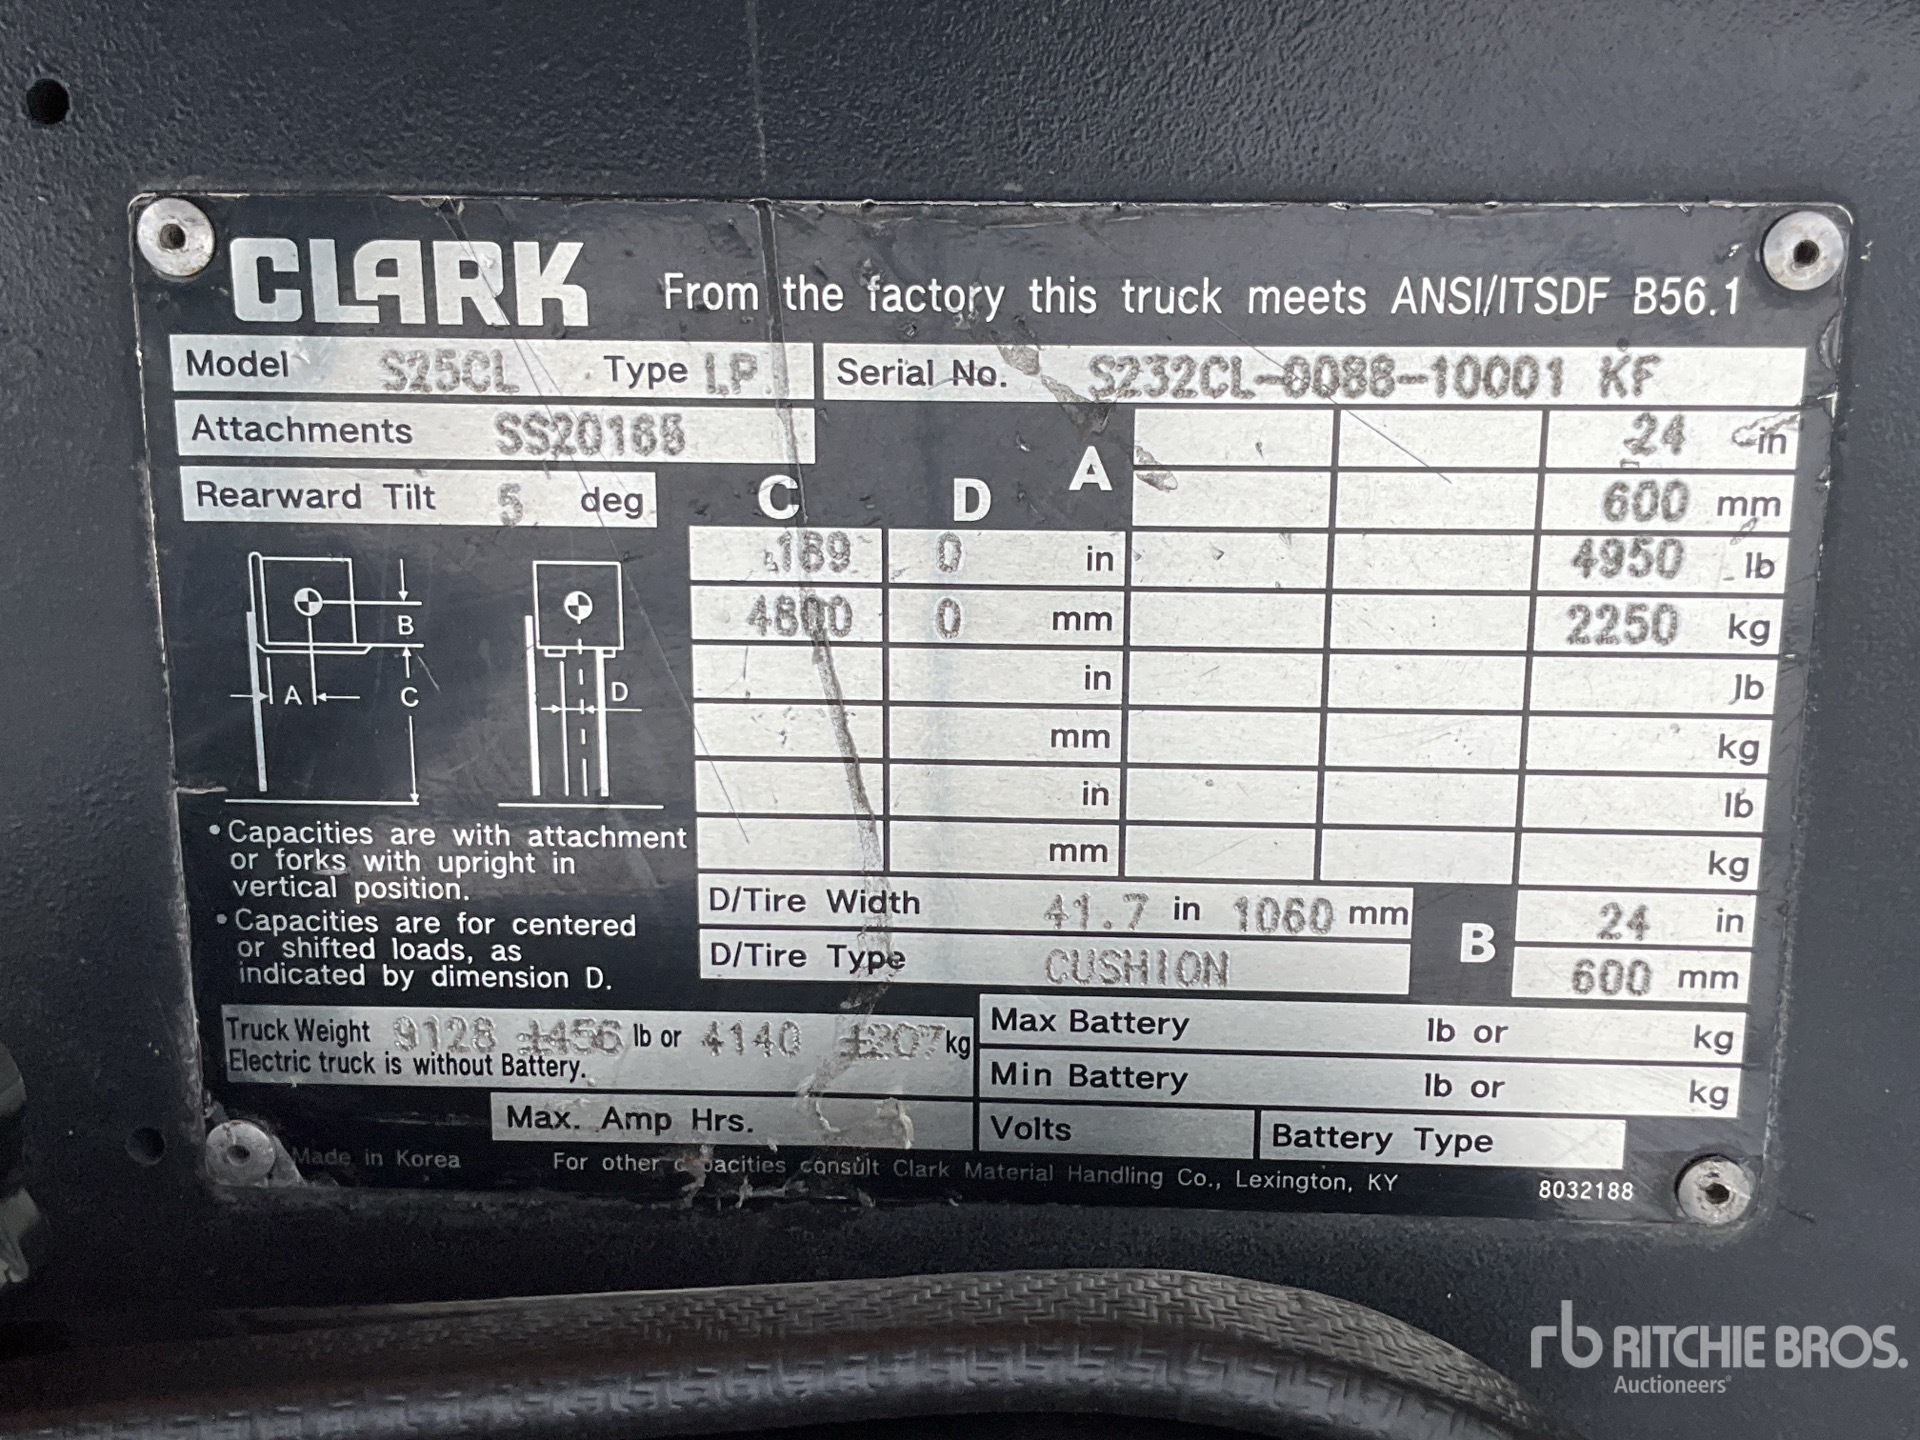 CLARK From the factory this truck meets ANSI/ITSDF B56.1
Model S25CL Type LP Serial No. S232CL-0088-10001 KF
Attachments SS20165
Rearward Tilt 5 deg
C D A
24 in
600 mm
189 0 in 4950 lb
4800 0 mm 2250 kg
in lb
mm kg
in lb
mm kg
B
A C
D
• Capacities are with attachment
or forks with upright in
vertical position.
• Capacities are for centered
or shifted loads, as
indicated by dimension D.
D/Tire Width 41.7 in 1060 mm
D/Tire Type CUSHION
B 24 in
600 mm
Truck Weight 9128 ±456 lb or 4140 ±207 kg
Electric truck is without Battery.
Max Battery lb or kg
Min Battery lb or kg
Max. Amp Hrs. Volts Battery Type
Made in Korea For other capacities consult Clark Material Handling Co., Lexington, KY 8032188
rb RITCHIE BROS.
Auctioneers